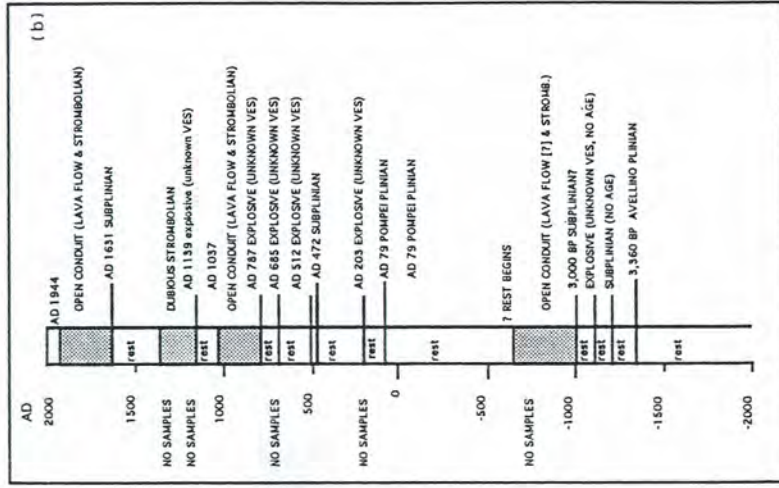 (b)
AD
2000
1500
1000
500
0
-500
-1000
-1500
-2000
NO SAMPLES
NO SAMPLES
NO SAMPLES
NO SAMPLES
NO SAMPLES
rest
rest
rest
rest
rest
rest
rest
rest
rest
rest
rest
AD 1944
OPEN CONDUIT (LAVA FLOW & STROMBOLIAN)
AD 1631 SUBPLINIAN
DUBIOUS STROMBOLIAN
AD 1139 explosive (unknown VES)
AD 1037
OPEN CONDUIT (LAVA FLOW & STROMBOLIAN)
AD 787 EXPLOSIVE (UNKNOWN VES)
AD 685 EXPLOSIVE (UNKNOWN VES)
AD 512 EXPLOSIVE (UNKNOWN VES)
AD 472 SUBPLINIAN
AD 203 EXPLOSIVE (UNKNOWN VES)
AD 79 POMPEI PLINIAN
AD 79 POMPEI PLINIAN
? REST BEGINS
OPEN CONDUIT (LAVA FLOW [?] & STROMB.)
3,000 BP SUBPLINIAN?
EXPLOSIVE (UNKNOWN VES, NO AGE)
SUBPLINIAN (NO AGE)
3,360 BP AVELLINO PLINIAN